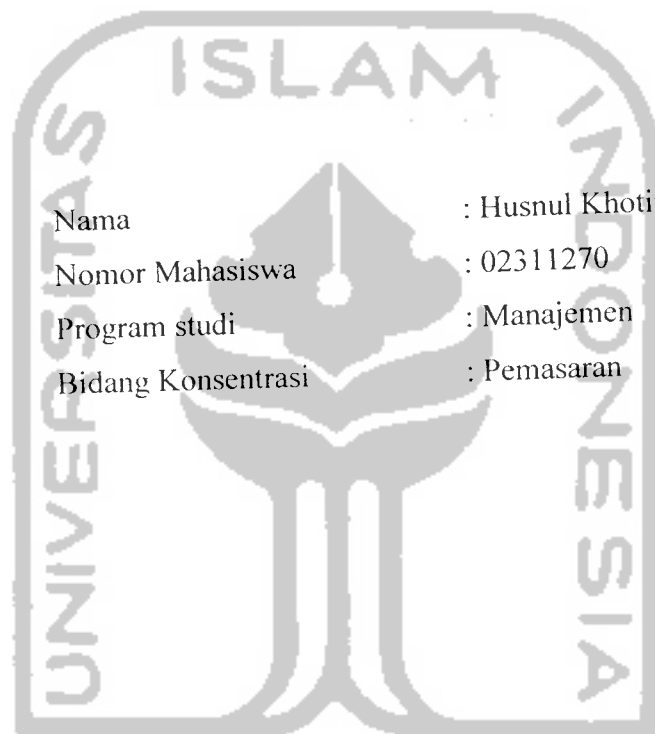 UNIVERSITAS ISLAM INDONESIA
Nama : Husnul Khoti
Nomor Mahasiswa : 02311270
Program studi : Manajemen
Bidang Konsentrasi : Pemasaran